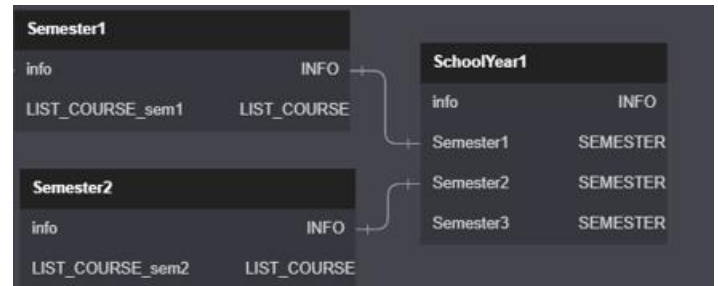 Semester1
info INFO
LIST_COURSE_sem1 LIST_COURSE
Semester2
info INFO
LIST_COURSE_sem2 LIST_COURSE
SchoolYear1
info INFO
Semester1 SEMESTER
Semester2 SEMESTER
Semester3 SEMESTER